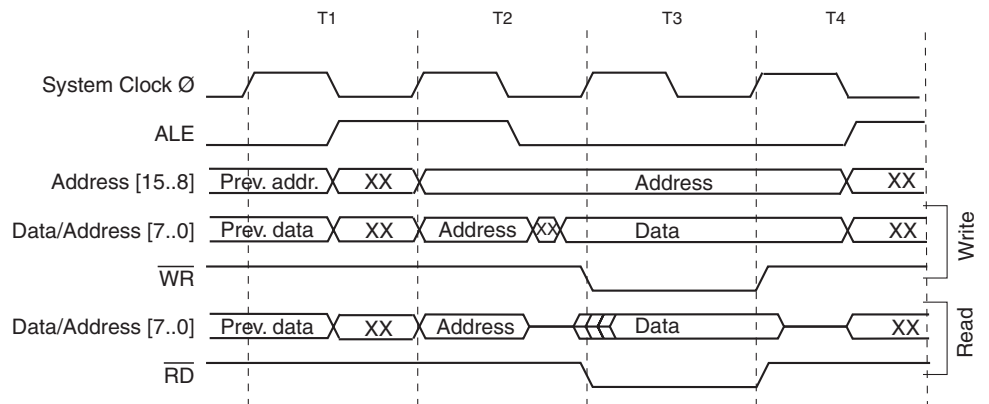 T1 T2 T3 T4
System Clock Ø
ALE
Address [15..8] Prev. addr. XX Address XX
Data/Address [7..0] Prev. data XX Address XX Data XX
WR
Write
Data/Address [7..0] Prev. data XX Address Data XX
RD
Read